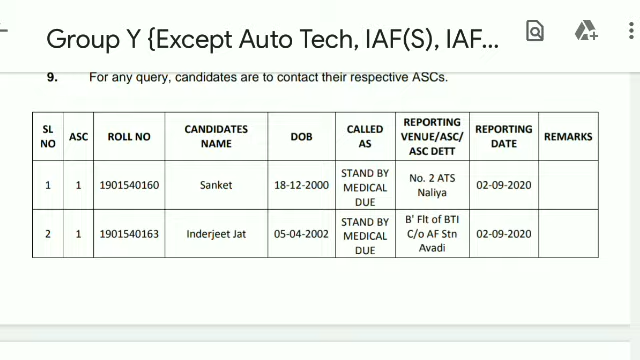 Group Y {Except Auto Tech, IAF(S), IAF...
9. For any query, candidates are to contact their respective ASCs.
SL NO ASC ROLL NO CANDIDATES NAME DOB CALLED AS REPORTING VENUE/ASC/ ASC DETT REPORTING DATE REMARKS
1 1 1901540160 Sanket 18-12-2000 STAND BY MEDICAL DUE No. 2 ATS Naliya 02-09-2020
2 1 1901540163 Inderjeet Jat 05-04-2002 STAND BY MEDICAL DUE B' Flt of BTI C/o AF Stn Avadi 02-09-2020